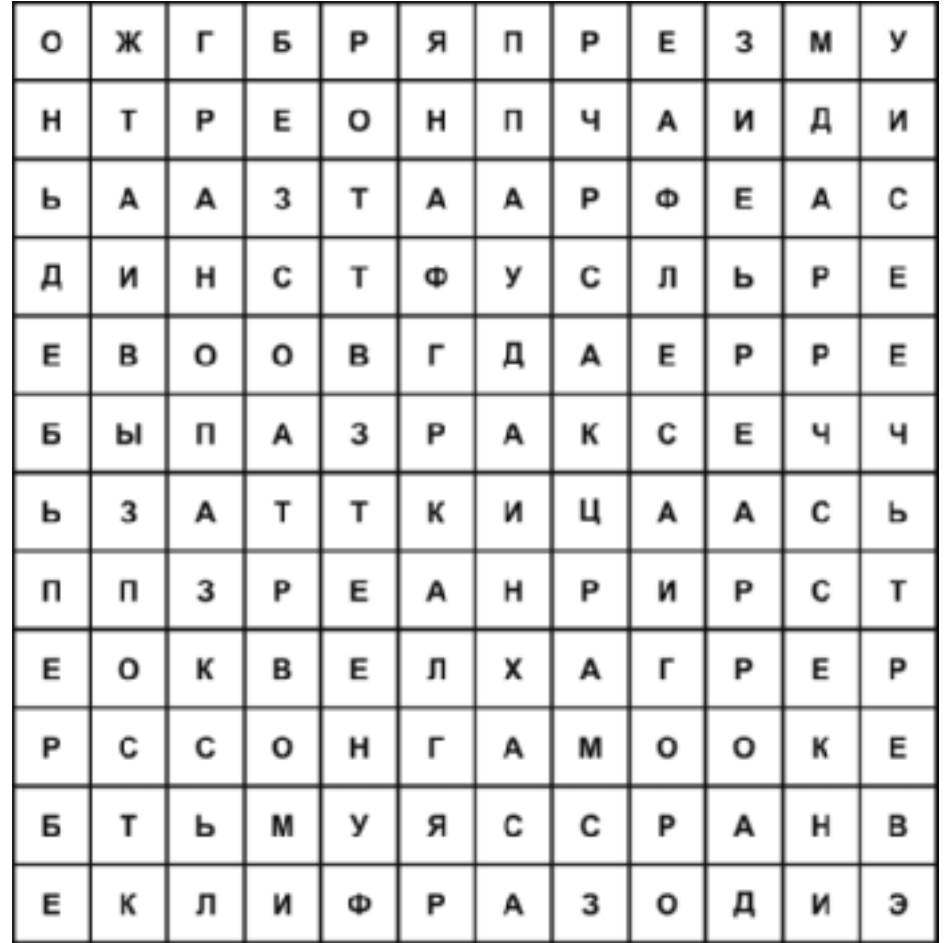 О Ж Г Б Р Я П Р Е З М У
Н Т Р Е О Н П Ч А И Д И
Ь А А З Т А А Р Ф Е А С
Д И Н С Т Ф У С Л Ь Р Е
Е В О О В Г Д А Е Р Р Е
Б Ы П А З Р А К С Е Ч Ч
Ь З А Т Т К И Ц А А С Ь
П П З Р Е А Н Р И Р С Т
Е О К В Е Л Х А Г Р Е Р
Р С С О Н Г А М О О К Е
Б Т Ь М У Я С С Р А Н В
Е К Л И Ф Р А З О Д И Э